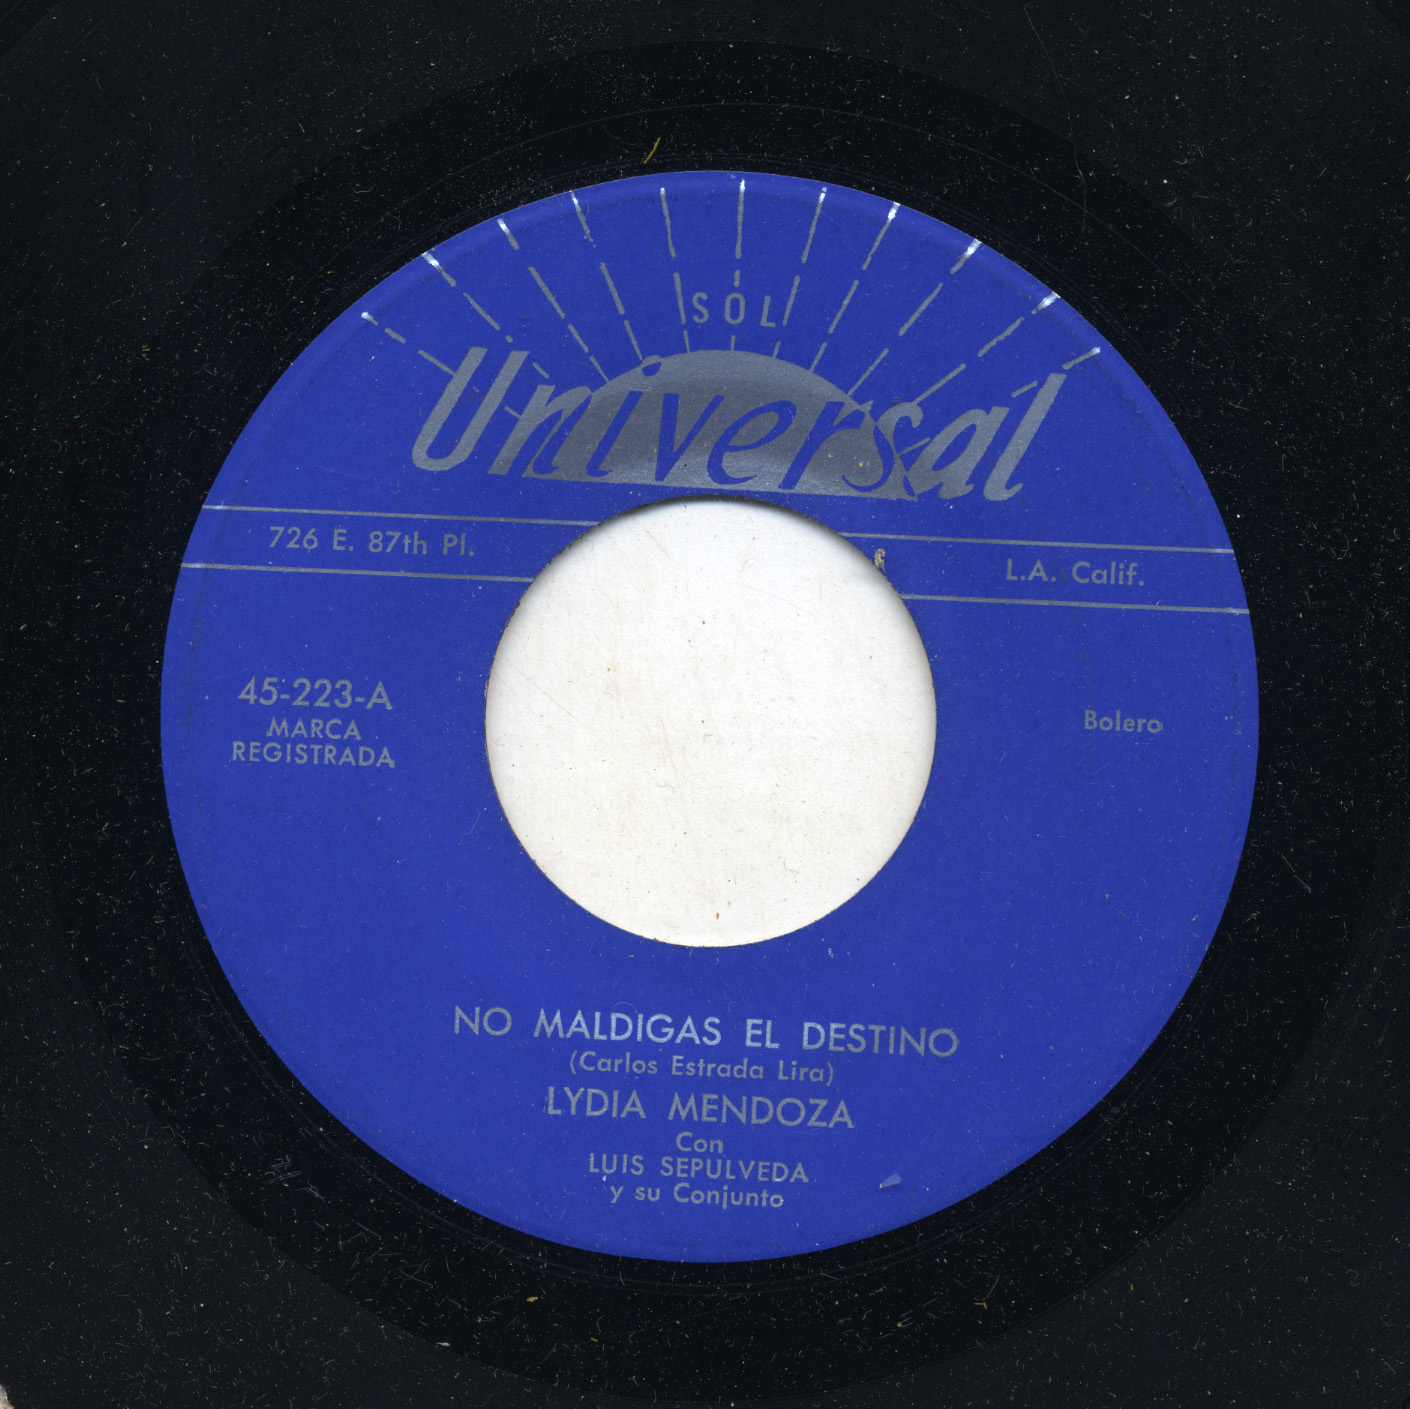 SOL
Universal
726 E. 87th Pl.
L.A. Calif.
45-223-A
MARCA
REGISTRADA
Bolero
NO MALDIGAS EL DESTINO
(Carlos Estrada Lira)
LYDIA MENDOZA
Con
LUIS SEPULVEDA
y su Conjunto